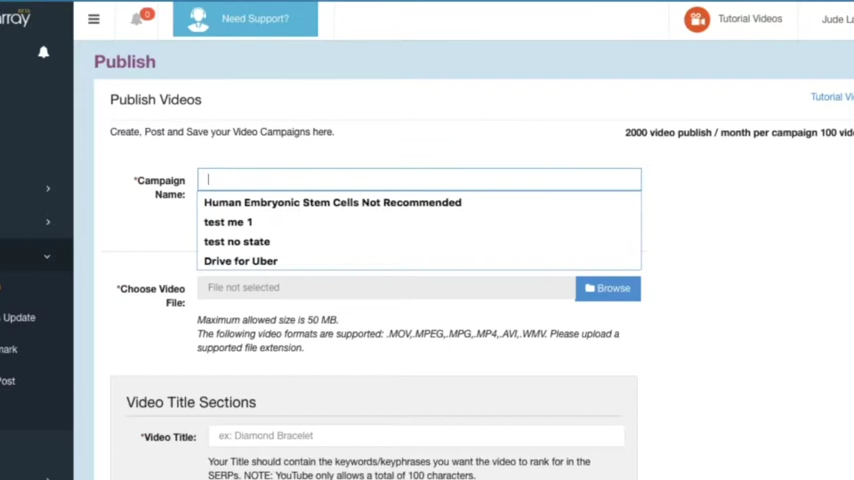 rray BETA
0
Need Support?
Tutorial Videos
Jude La
Publish
Publish Videos
Tutorial Vi
Create, Post and Save your Video Campaigns here.
2000 video publish / month per campaign 100 vide
*Campaign Name:
Human Embryonic Stem Cells Not Recommended
test me 1
test no state
Drive for Uber
*Choose Video File:
File not selected
Browse
Maximum allowed size is 50 MB.
The following video formats are supported: .MOV,.MPEG,.MPG,.MP4,.AVI,.WMV. Please upload a
supported file extension.
Update
mark
Post
Video Title Sections
*Video Title:
ex: Diamond Bracelet
Your Title should contain the keywords/keyphrases you want the video to rank for in the
SERPs. NOTE: YouTube only allows a total of 100 characters.